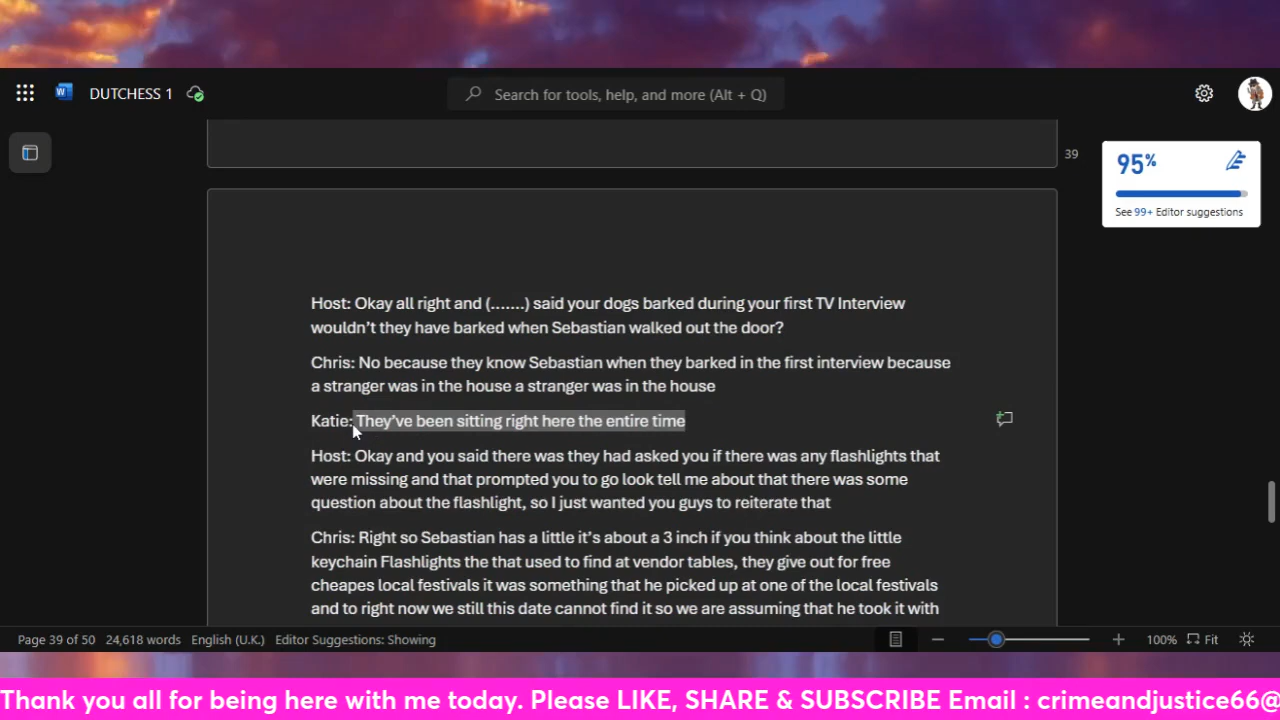 DUTCHESS 1
Search for tools, help, and more (Alt + Q)
39
95%
See 99+ Editor suggestions
Host: Okay all right and (.......) said your dogs barked during your first TV Interview
wouldn't they have barked when Sebastian walked out the door?
Chris: No because they know Sebastian when they barked in the first interview because
a stranger was in the house a stranger was in the house
Katie: They've been sitting right here the entire time
Host: Okay and you said there was they had asked you if there was any flashlights that
were missing and that prompted you to go look tell me about that there was some
question about the flashlight, so I just wanted you guys to reiterate that
Chris: Right so Sebastian has a little it's about a 3 inch if you think about the little
keychain Flashlights the that used to find at vendor tables, they give out for free
cheapes local festivals it was something that he picked up at one of the local festivals
and to right now we still this date cannot find it so we are assuming that he took it with
Page 39 of 50 24,618 words English (U.K.) Editor Suggestions: Showing 100% Fit
Thank you all for being here with me today. Please LIKE, SHARE & SUBSCRIBE Email : crimeandjustice66@